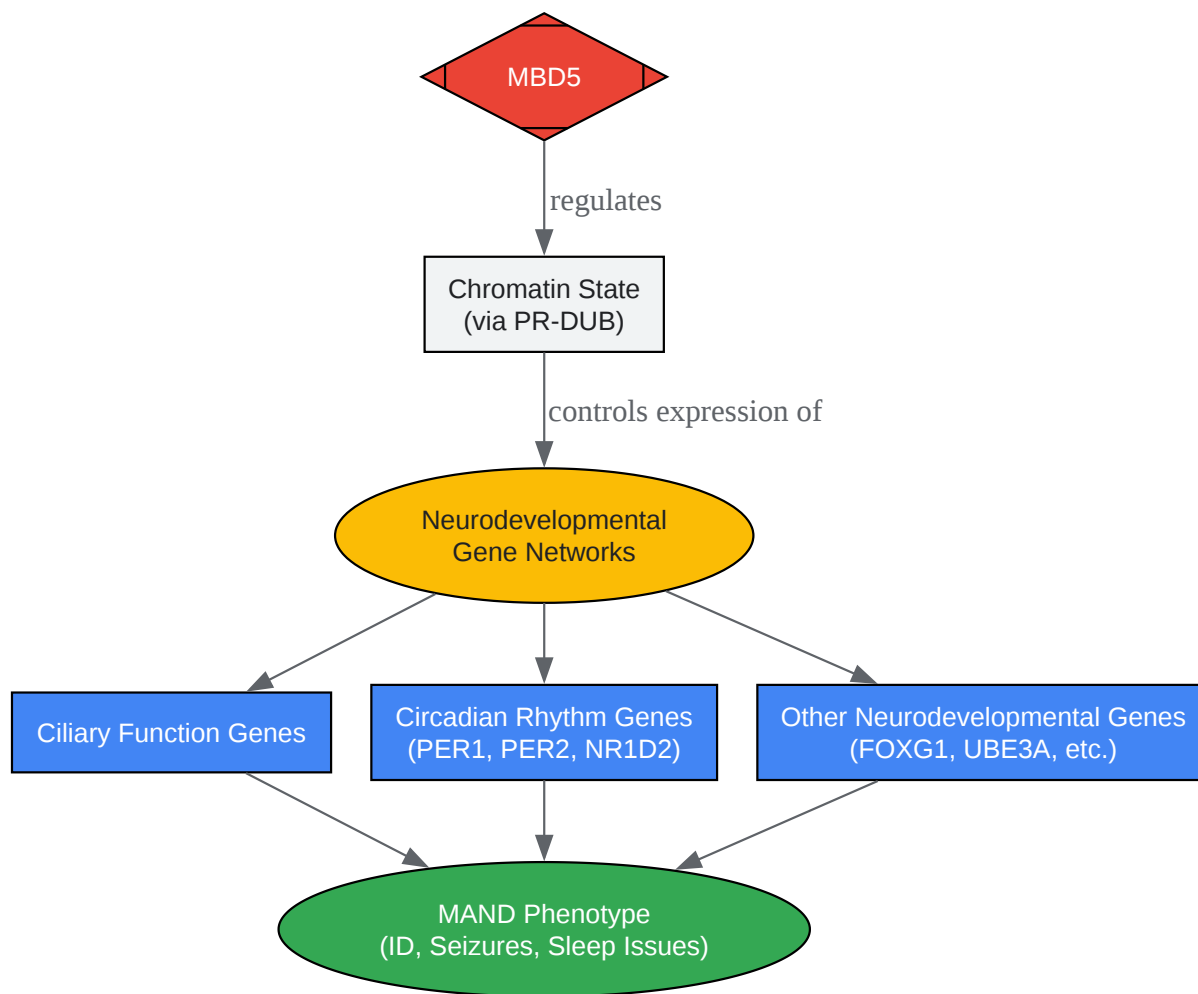 MBD5
regulates
Chromatin State
(via PR-DUB)
controls expression of
Neurodevelopmental
Gene Networks
Ciliary Function Genes
Circadian Rhythm Genes
(PER1, PER2, NR1D2)
Other Neurodevelopmental Genes
(FOXG1, UBE3A, etc.)
MAND Phenotype
(ID, Seizures, Sleep Issues)